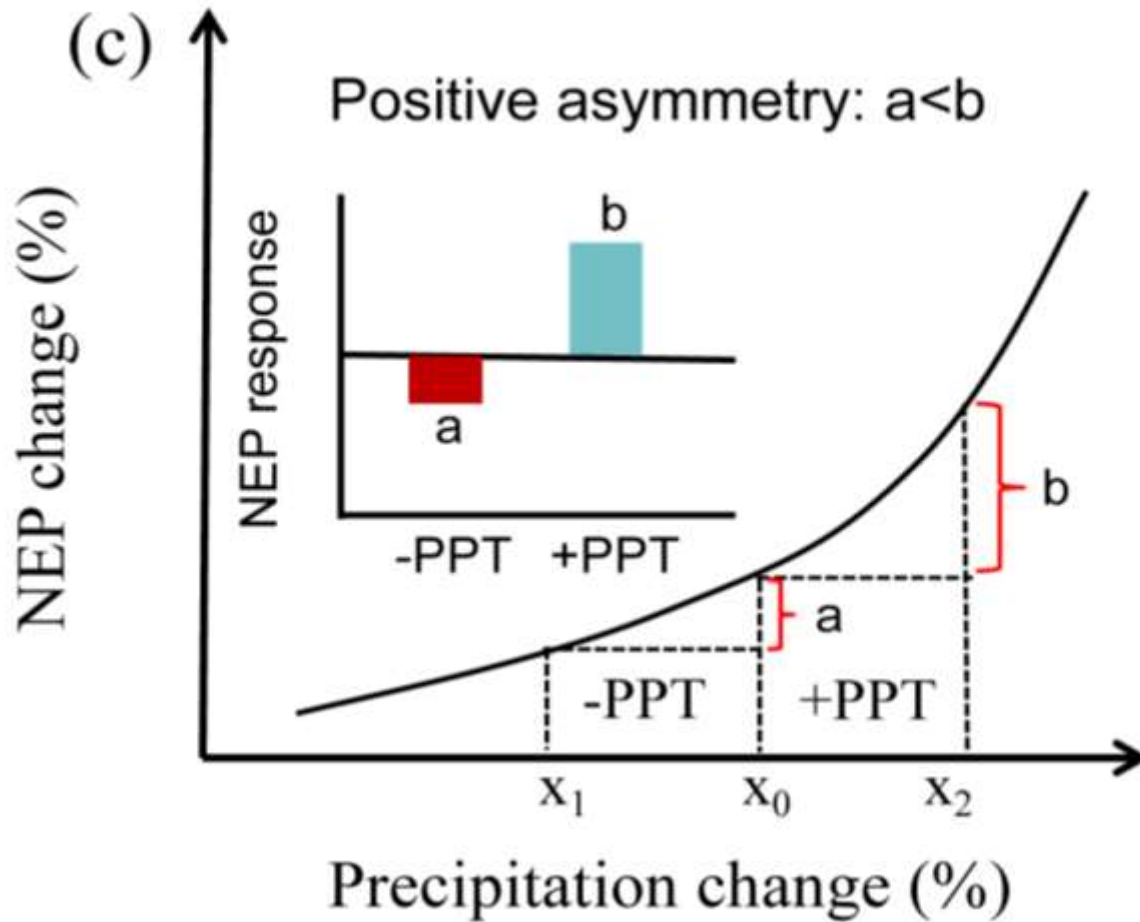 (c)
Positive asymmetry: a<b
NEP change (%)
NEP response
b
a
-PPT +PPT
b
a
-PPT +PPT
x₁ x₀ x₂
Precipitation change (%)